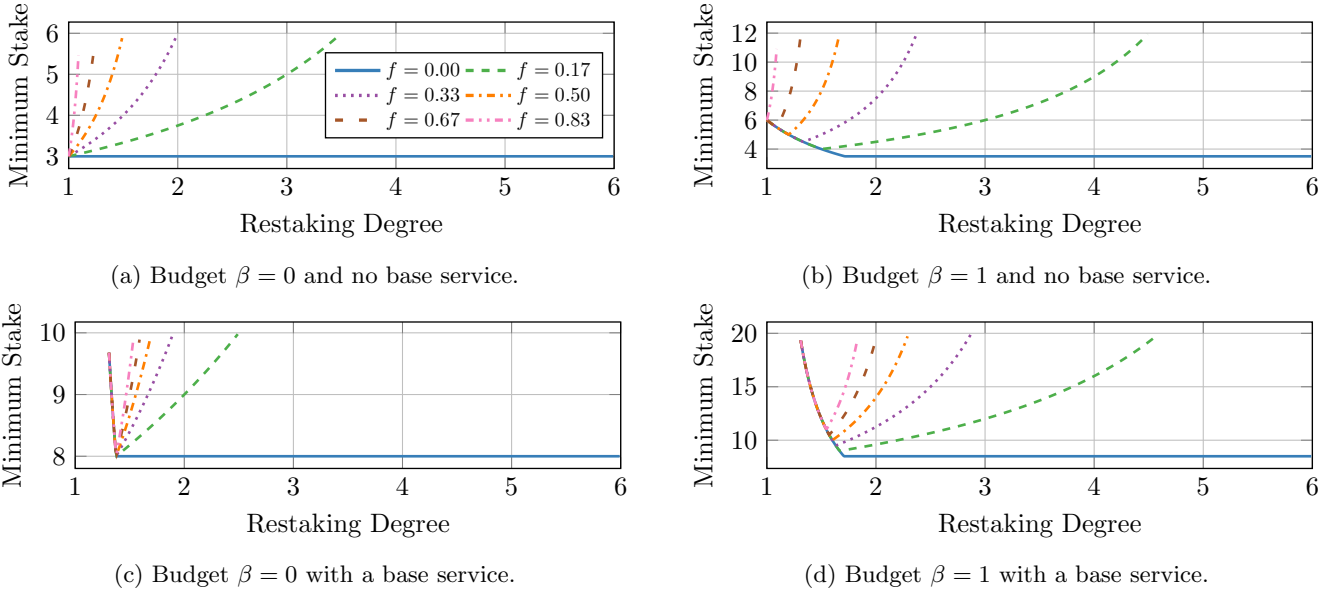 Minimum Stake
6
5
4
3
1 2 3 4 5 6
Restaking Degree
f = 0.00 f = 0.17
f = 0.33 f = 0.50
f = 0.67 f = 0.83
(a) Budget β = 0 and no base service.
Minimum Stake
12
10
8
6
4
1 2 3 4 5 6
Restaking Degree
(b) Budget β = 1 and no base service.
Minimum Stake
10
9
8
1 2 3 4 5 6
Restaking Degree
(c) Budget β = 0 with a base service.
Minimum Stake
20
15
10
1 2 3 4 5 6
Restaking Degree
(d) Budget β = 1 with a base service.